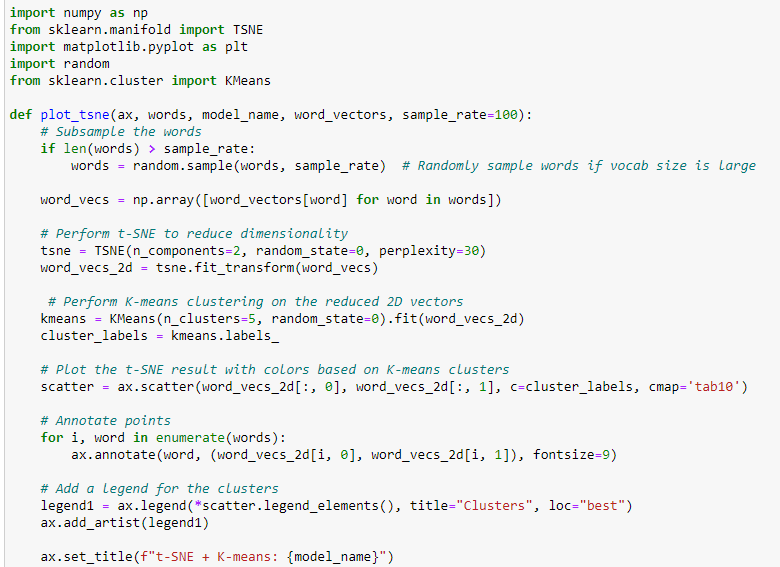 import numpy as np
from sklearn.manifold import TSNE
import matplotlib.pyplot as plt
import random
from sklearn.cluster import KMeans

def plot_tsne(ax, words, model_name, word_vectors, sample_rate=100):
    # Subsample the words
    if len(words) > sample_rate:
        words = random.sample(words, sample_rate)  # Randomly sample words if vocab size is large

    word_vecs = np.array([word_vectors[word] for word in words])

    # Perform t-SNE to reduce dimensionality
    tsne = TSNE(n_components=2, random_state=0, perplexity=30)
    word_vecs_2d = tsne.fit_transform(word_vecs)

     # Perform K-means clustering on the reduced 2D vectors
    kmeans = KMeans(n_clusters=5, random_state=0).fit(word_vecs_2d)
    cluster_labels = kmeans.labels_

    # Plot the t-SNE result with colors based on K-means clusters
    scatter = ax.scatter(word_vecs_2d[:, 0], word_vecs_2d[:, 1], c=cluster_labels, cmap='tab10')

    # Annotate points
    for i, word in enumerate(words):
        ax.annotate(word, (word_vecs_2d[i, 0], word_vecs_2d[i, 1]), fontsize=9)

    # Add a legend for the clusters
    legend1 = ax.legend(*scatter.legend_elements(), title="Clusters", loc="best")
    ax.add_artist(legend1)

    ax.set_title(f"t-SNE + K-means: {model_name}")